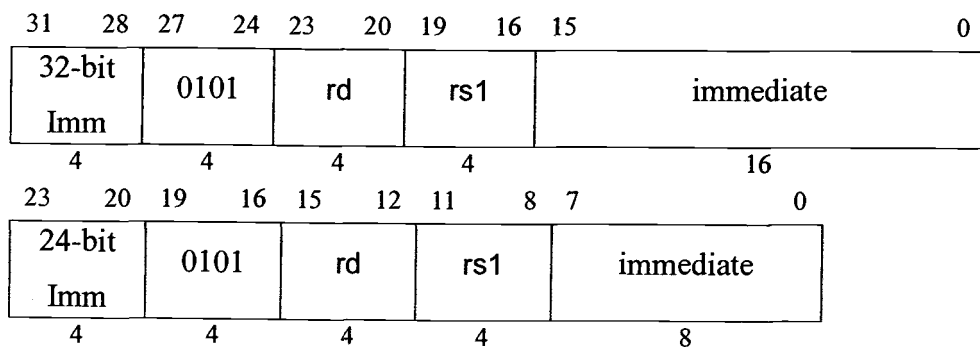 31 28 27 24 23 20 19 16 15 0
32-bit Imm 0101 rd rs1 immediate
4 4 4 4 16
23 20 19 16 15 12 11 8 7 0
24-bit Imm 0101 rd rs1 immediate
4 4 4 4 8